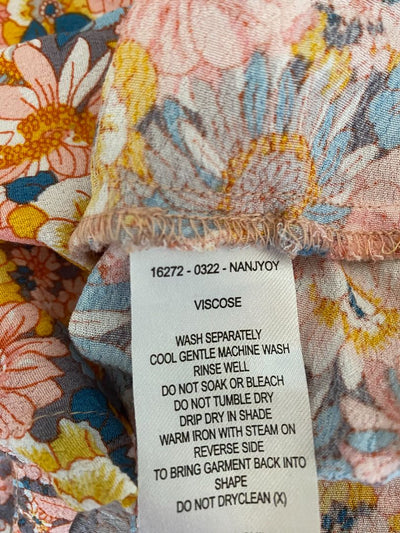 16272 - 0322 - NANJYOY
VISCOSE
WASH SEPARATELY
COOL GENTLE MACHINE WASH
RINSE WELL
DO NOT SOAK OR BLEACH
DO NOT TUMBLE DRY
DRIP DRY IN SHADE
WARM IRON WITH STEAM ON
REVERSE SIDE
TO BRING GARMENT BACK INTO
SHAPE
DO NOT DRYCLEAN (X)